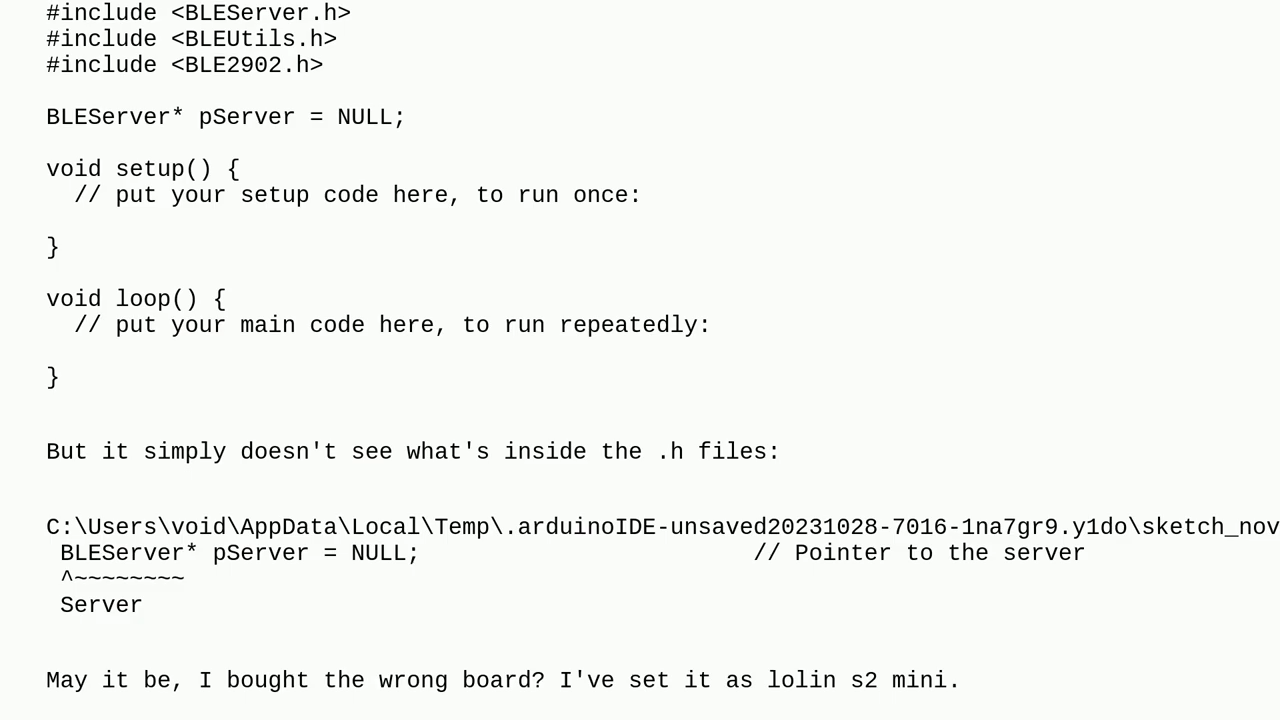 #include <BLEServer.h>
#include <BLEUtils.h>
#include <BLE2902.h>
BLEServer* pServer = NULL;
void setup() {
  // put your setup code here, to run once:
}
void loop() {
  // put your main code here, to run repeatedly:
}
But it simply doesn't see what's inside the .h files:
C:\Users\void\AppData\Local\Temp\.arduinoIDE-unsaved20231028-7016-1na7gr9.y1do\sketch_nov
 BLEServer* pServer = NULL;                        // Pointer to the server
 ^~~~~~~~~
 Server
May it be, I bought the wrong board? I've set it as lolin s2 mini.